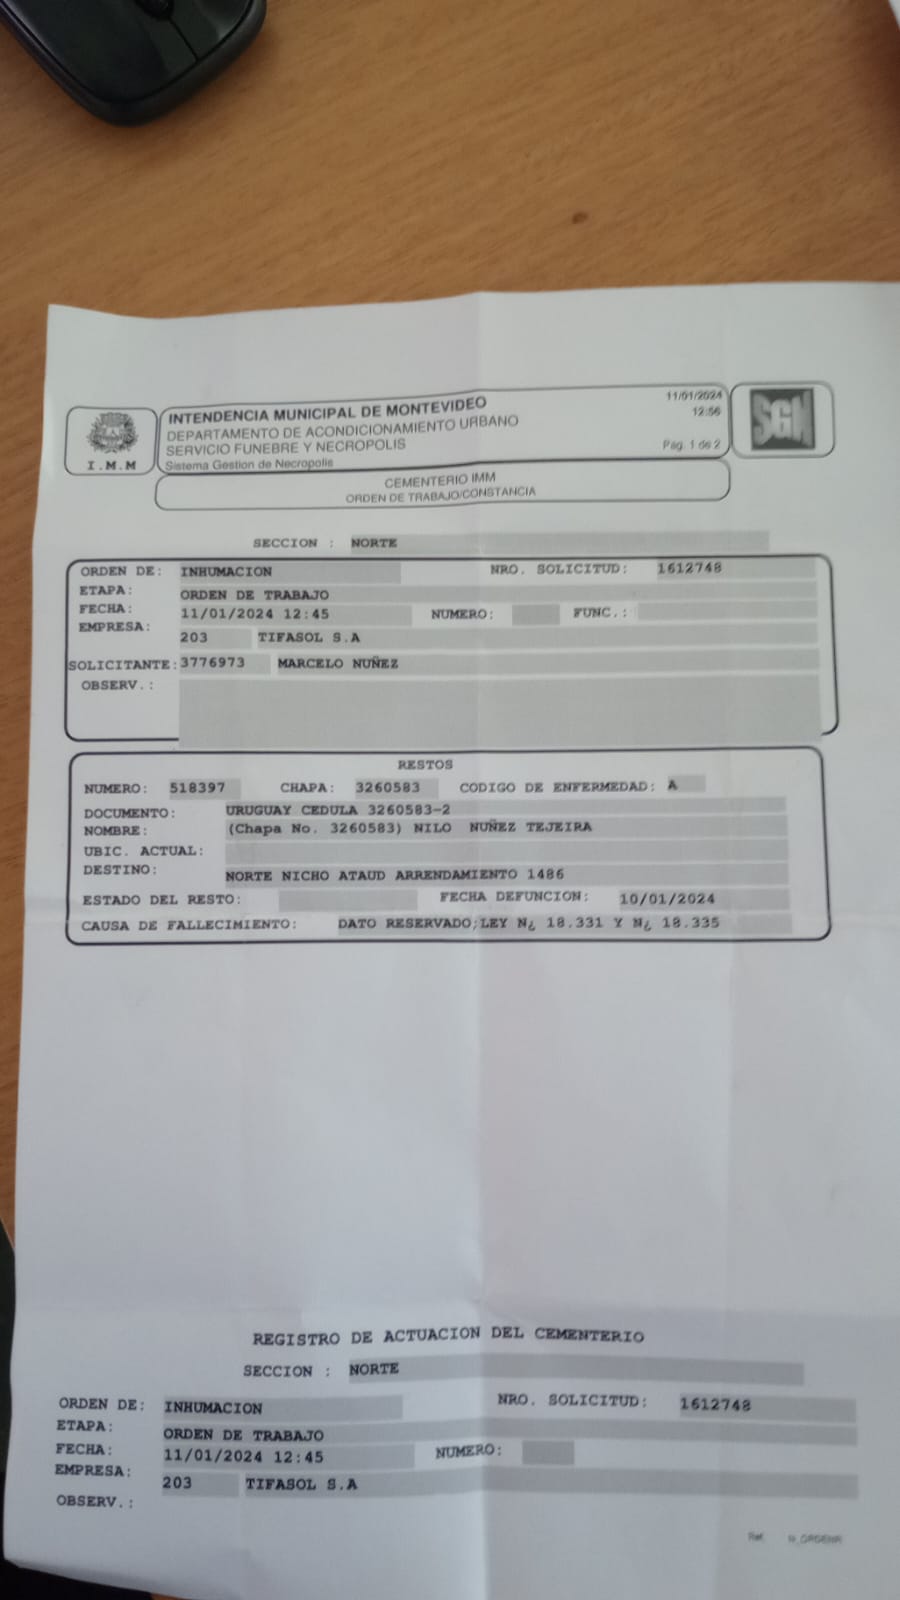 INTENDENCIA MUNICIPAL DE MONTEVIDEO
DEPARTAMENTO DE ACONDICIONAMIENTO URBANO
SERVICIO FUNEBRE Y NECROPOLIS
Sistema Gestion de Necropolis
11/01/2024
12:56
Pág. 1 de 2
I.M.M
SGN
CEMENTERIO IMM
ORDEN DE TRABAJO/CONSTANCIA
SECCION : NORTE
ORDEN DE: INHUMACION NRO. SOLICITUD: 1612748
ETAPA: ORDEN DE TRABAJO
FECHA: 11/01/2024 12:45 NUMERO: FUNC.:
EMPRESA: 203 TIFASOL S.A
SOLICITANTE: 3776973 MARCELO NUÑEZ
OBSERV.:
RESTOS
NUMERO: 518397 CHAPA: 3260583 CODIGO DE ENFERMEDAD: A
DOCUMENTO: URUGUAY CEDULA 3260583-2
NOMBRE: (Chapa No. 3260583) NILO NUÑEZ TEJEIRA
UBIC. ACTUAL:
DESTINO: NORTE NICHO ATAUD ARRENDAMIENTO 1486
ESTADO DEL RESTO: FECHA DEFUNCION: 10/01/2024
CAUSA DE FALLECIMIENTO: DATO RESERVADO;LEY N¿ 18.331 Y N¿ 18.335
REGISTRO DE ACTUACION DEL CEMENTERIO
SECCION : NORTE
ORDEN DE: INHUMACION NRO. SOLICITUD: 1612748
ETAPA: ORDEN DE TRABAJO
FECHA: 11/01/2024 12:45 NUMERO:
EMPRESA: 203 TIFASOL S.A
OBSERV.:
Ref.